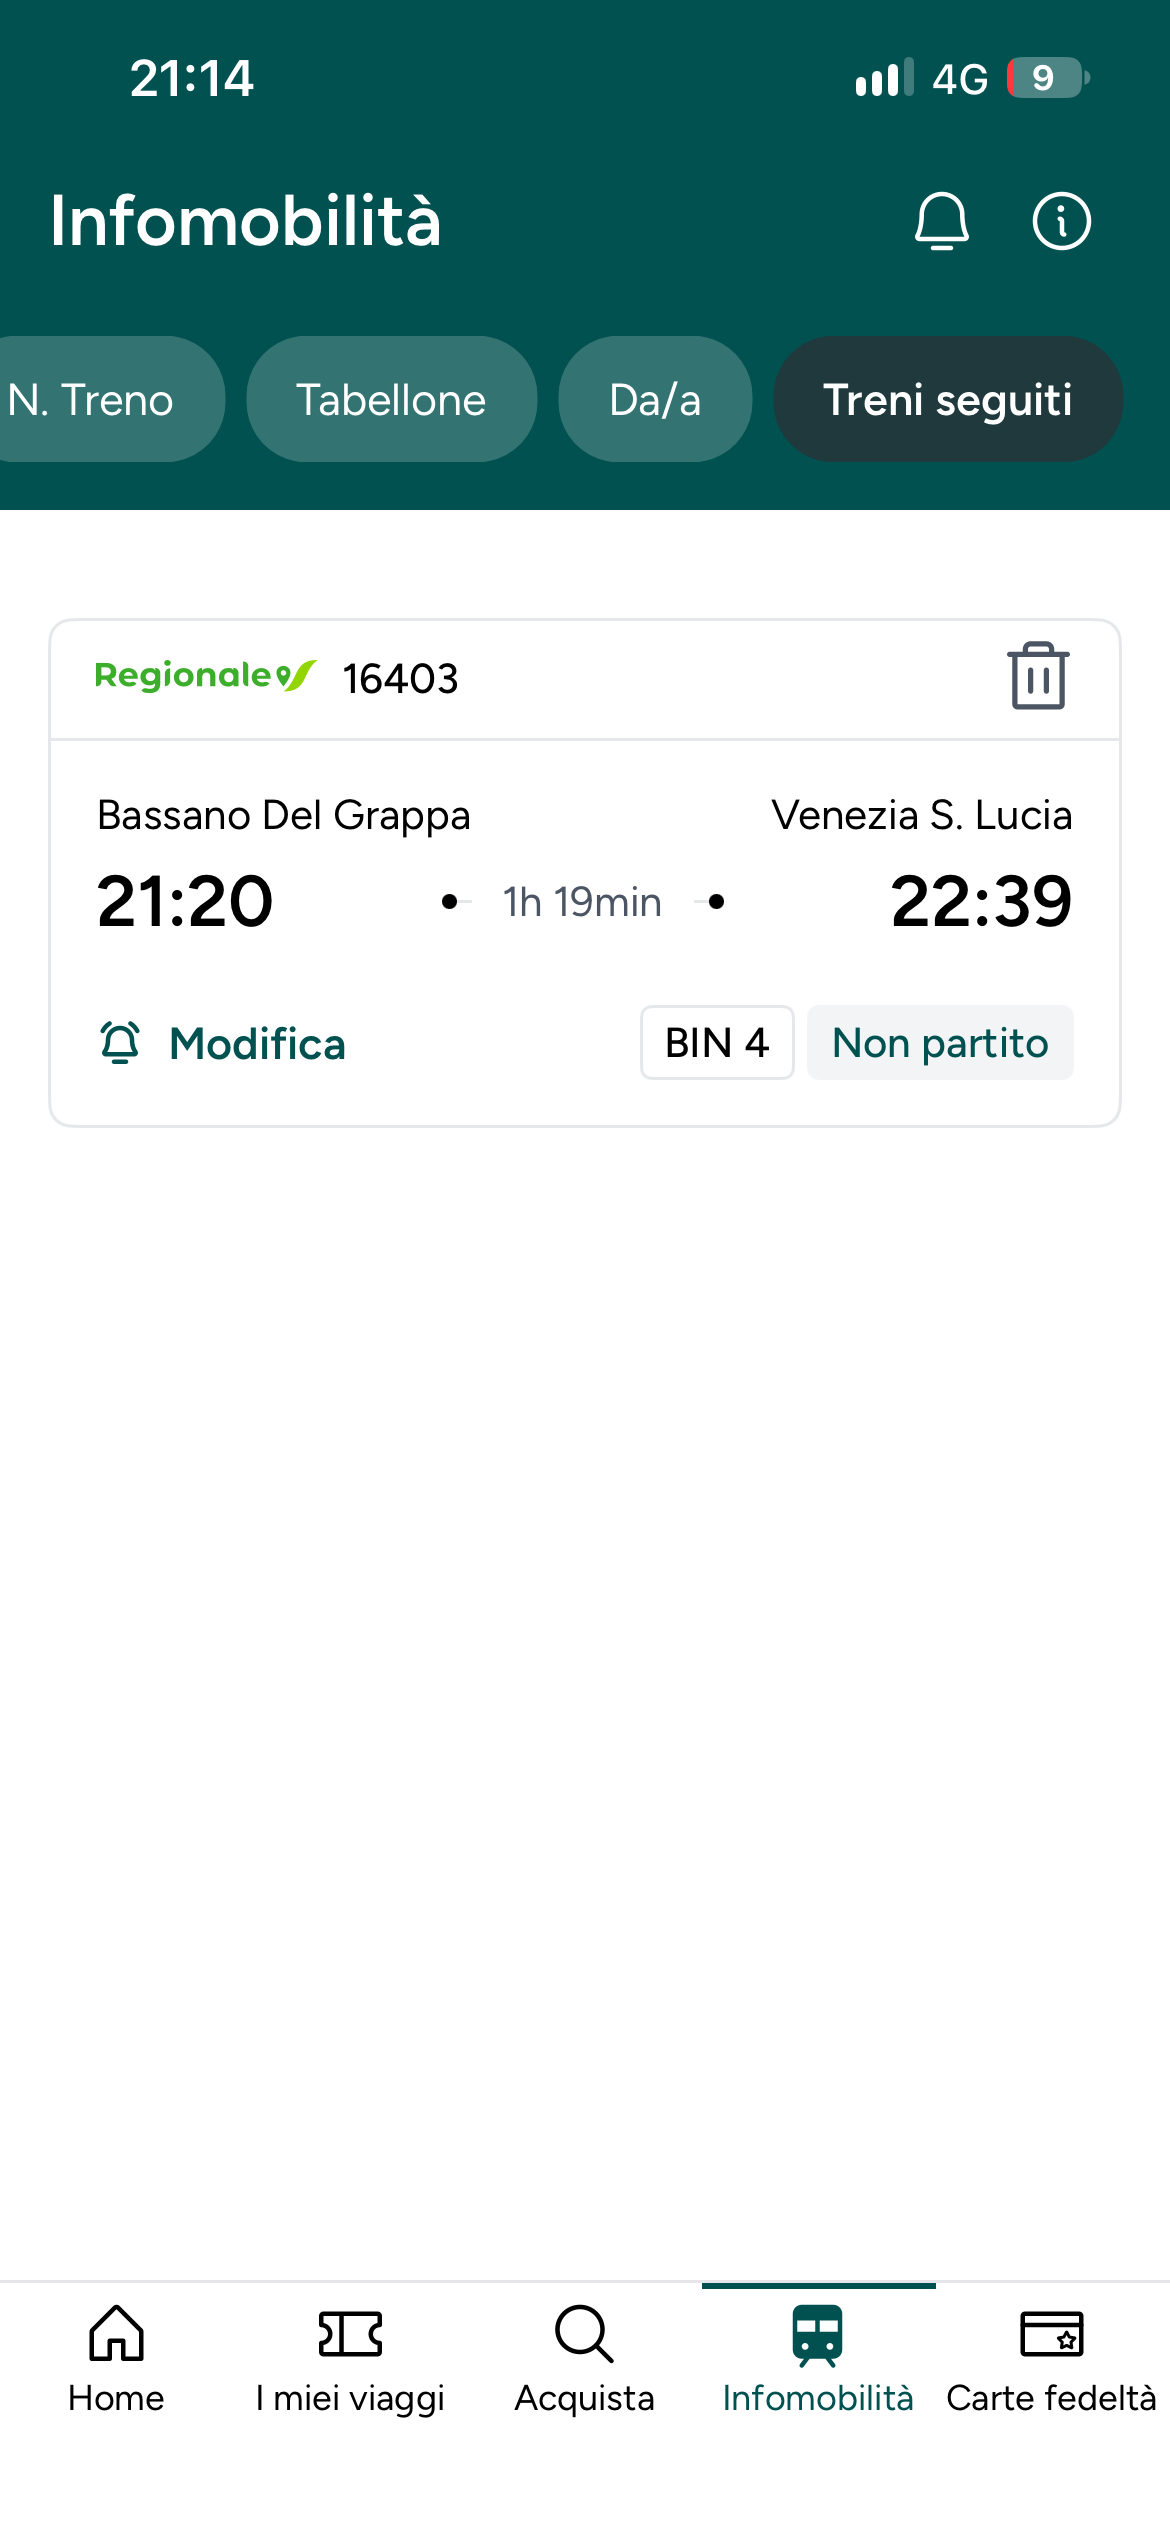 21:14 4G 9
Infomobilità
N. Treno Tabellone Da/a Treni seguiti
Regionale 16403
Bassano Del Grappa Venezia S. Lucia
21:20 1h 19min 22:39
Modifica BIN 4 Non partito
Home I miei viaggi Acquista Infomobilità Carte fedeltà